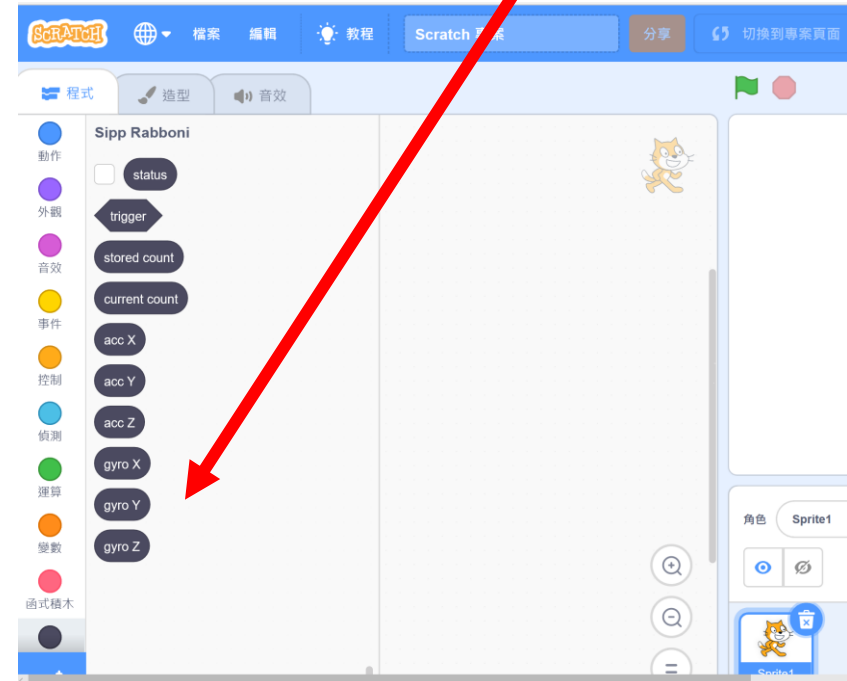 SCRATCH 檔案 編輯 教程 Scratch 專案 分享 切換到專案頁面
程式 造型 音效
動作
外觀
音效
事件
控制
偵測
運算
變數
函式積木
Sipp Rabboni
status
trigger
stored count
current count
acc X
acc Y
acc Z
gyro X
gyro Y
gyro Z
角色 Sprite1
Sprite1